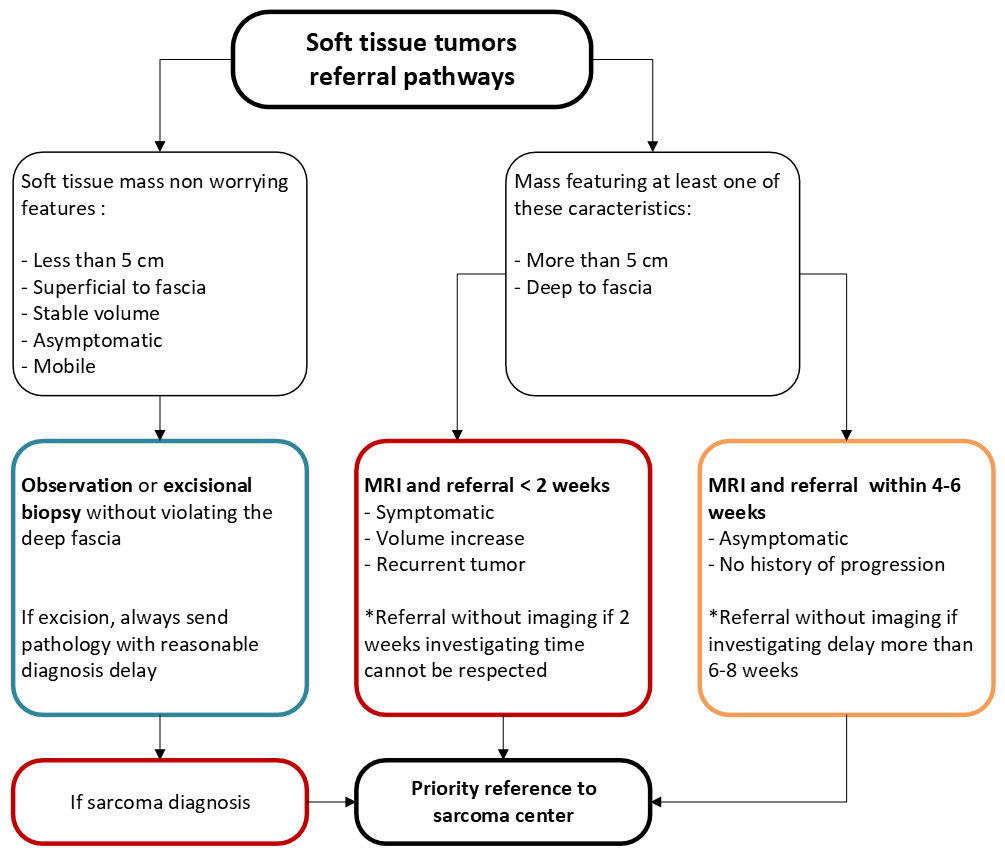 Soft tissue tumors
referral pathways
Soft tissue mass non worrying
features :
- Less than 5 cm
- Superficial to fascia
- Stable volume
- Asymptomatic
- Mobile
Mass featuring at least one of
these caracteristics:
- More than 5 cm
- Deep to fascia
Observation or excisional
biopsy without violating the
deep fascia
If excision, always send
pathology with reasonable
diagnosis delay
MRI and referral < 2 weeks
- Symptomatic
- Volume increase
- Recurrent tumor
*Referral without imaging if 2
weeks investigating time
cannot be respected
MRI and referral  within 4-6
weeks
- Asymptomatic
- No history of progression
*Referral without imaging if
investigating delay more than
6-8 weeks
If sarcoma diagnosis
Priority reference to
sarcoma center